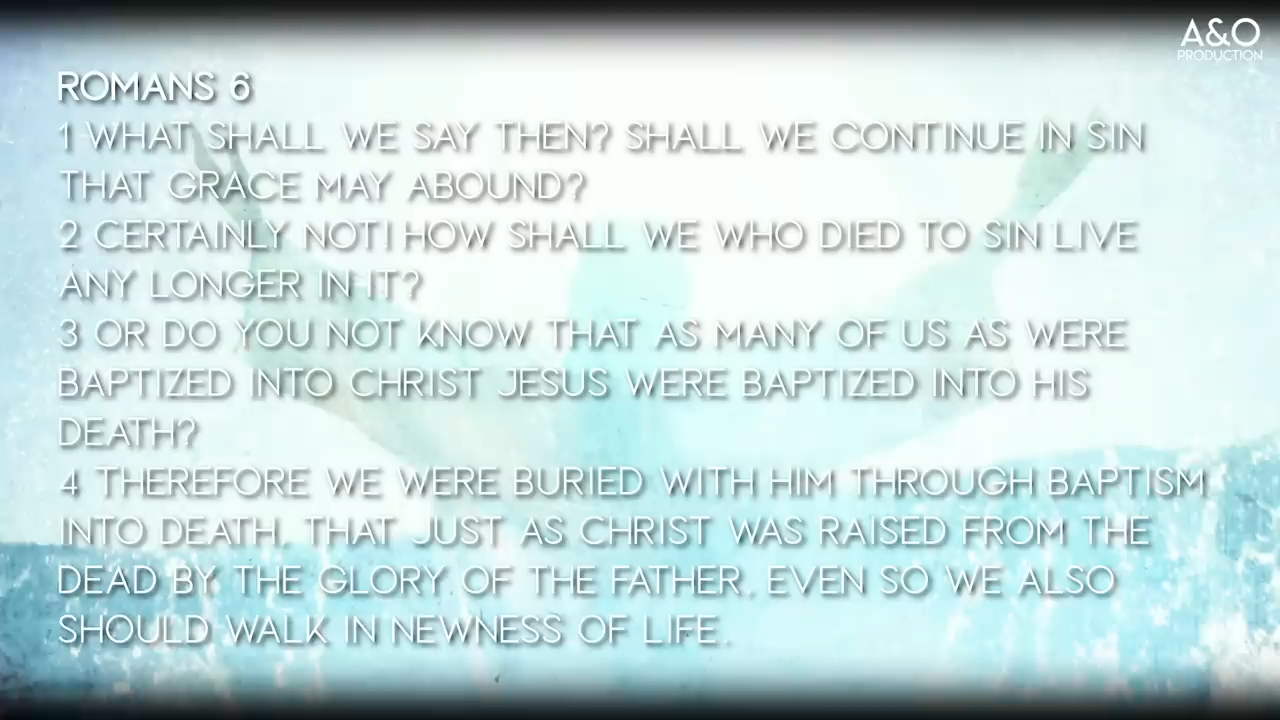 A&O
PRODUCTION
ROMANS 6
1 WHAT SHALL WE SAY THEN? SHALL WE CONTINUE IN SIN
THAT GRACE MAY ABOUND?
2 CERTAINLY NOT! HOW SHALL WE WHO DIED TO SIN LIVE
ANY LONGER IN IT?
3 OR DO YOU NOT KNOW THAT AS MANY OF US AS WERE
BAPTIZED INTO CHRIST JESUS WERE BAPTIZED INTO HIS
DEATH?
4 THEREFORE WE WERE BURIED WITH HIM THROUGH BAPTISM
INTO DEATH, THAT JUST AS CHRIST WAS RAISED FROM THE
DEAD BY THE GLORY OF THE FATHER, EVEN SO WE ALSO
SHOULD WALK IN NEWNESS OF LIFE.